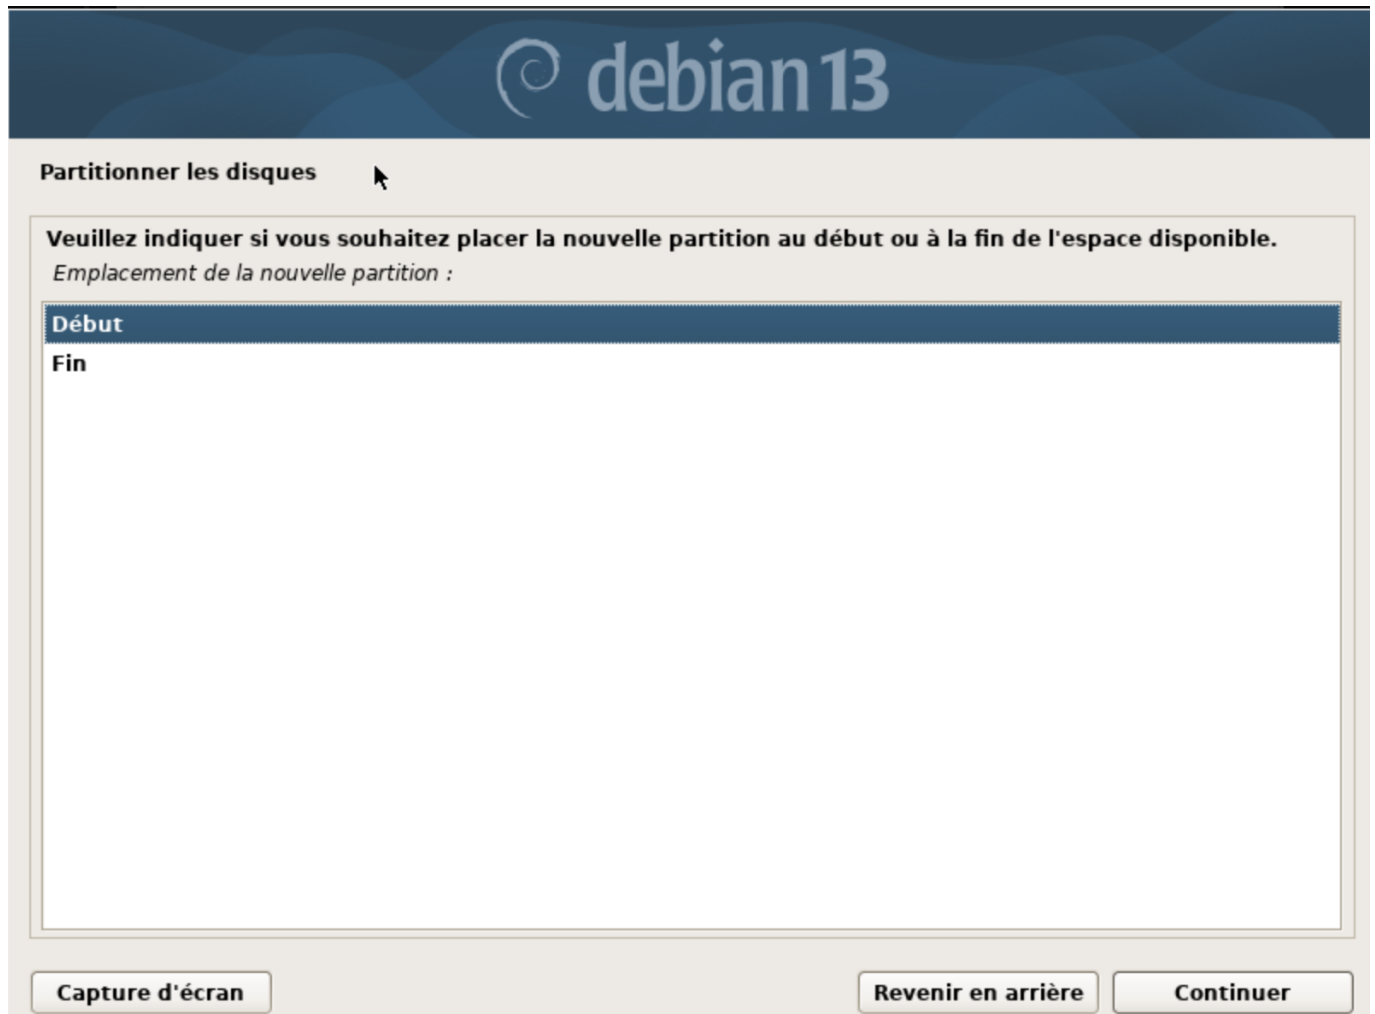 debian 13
Partitionner les disques
Veuillez indiquer si vous souhaitez placer la nouvelle partition au début ou à la fin de l'espace disponible.
Emplacement de la nouvelle partition :
Début
Fin
Capture d'écran
Revenir en arrière
Continuer